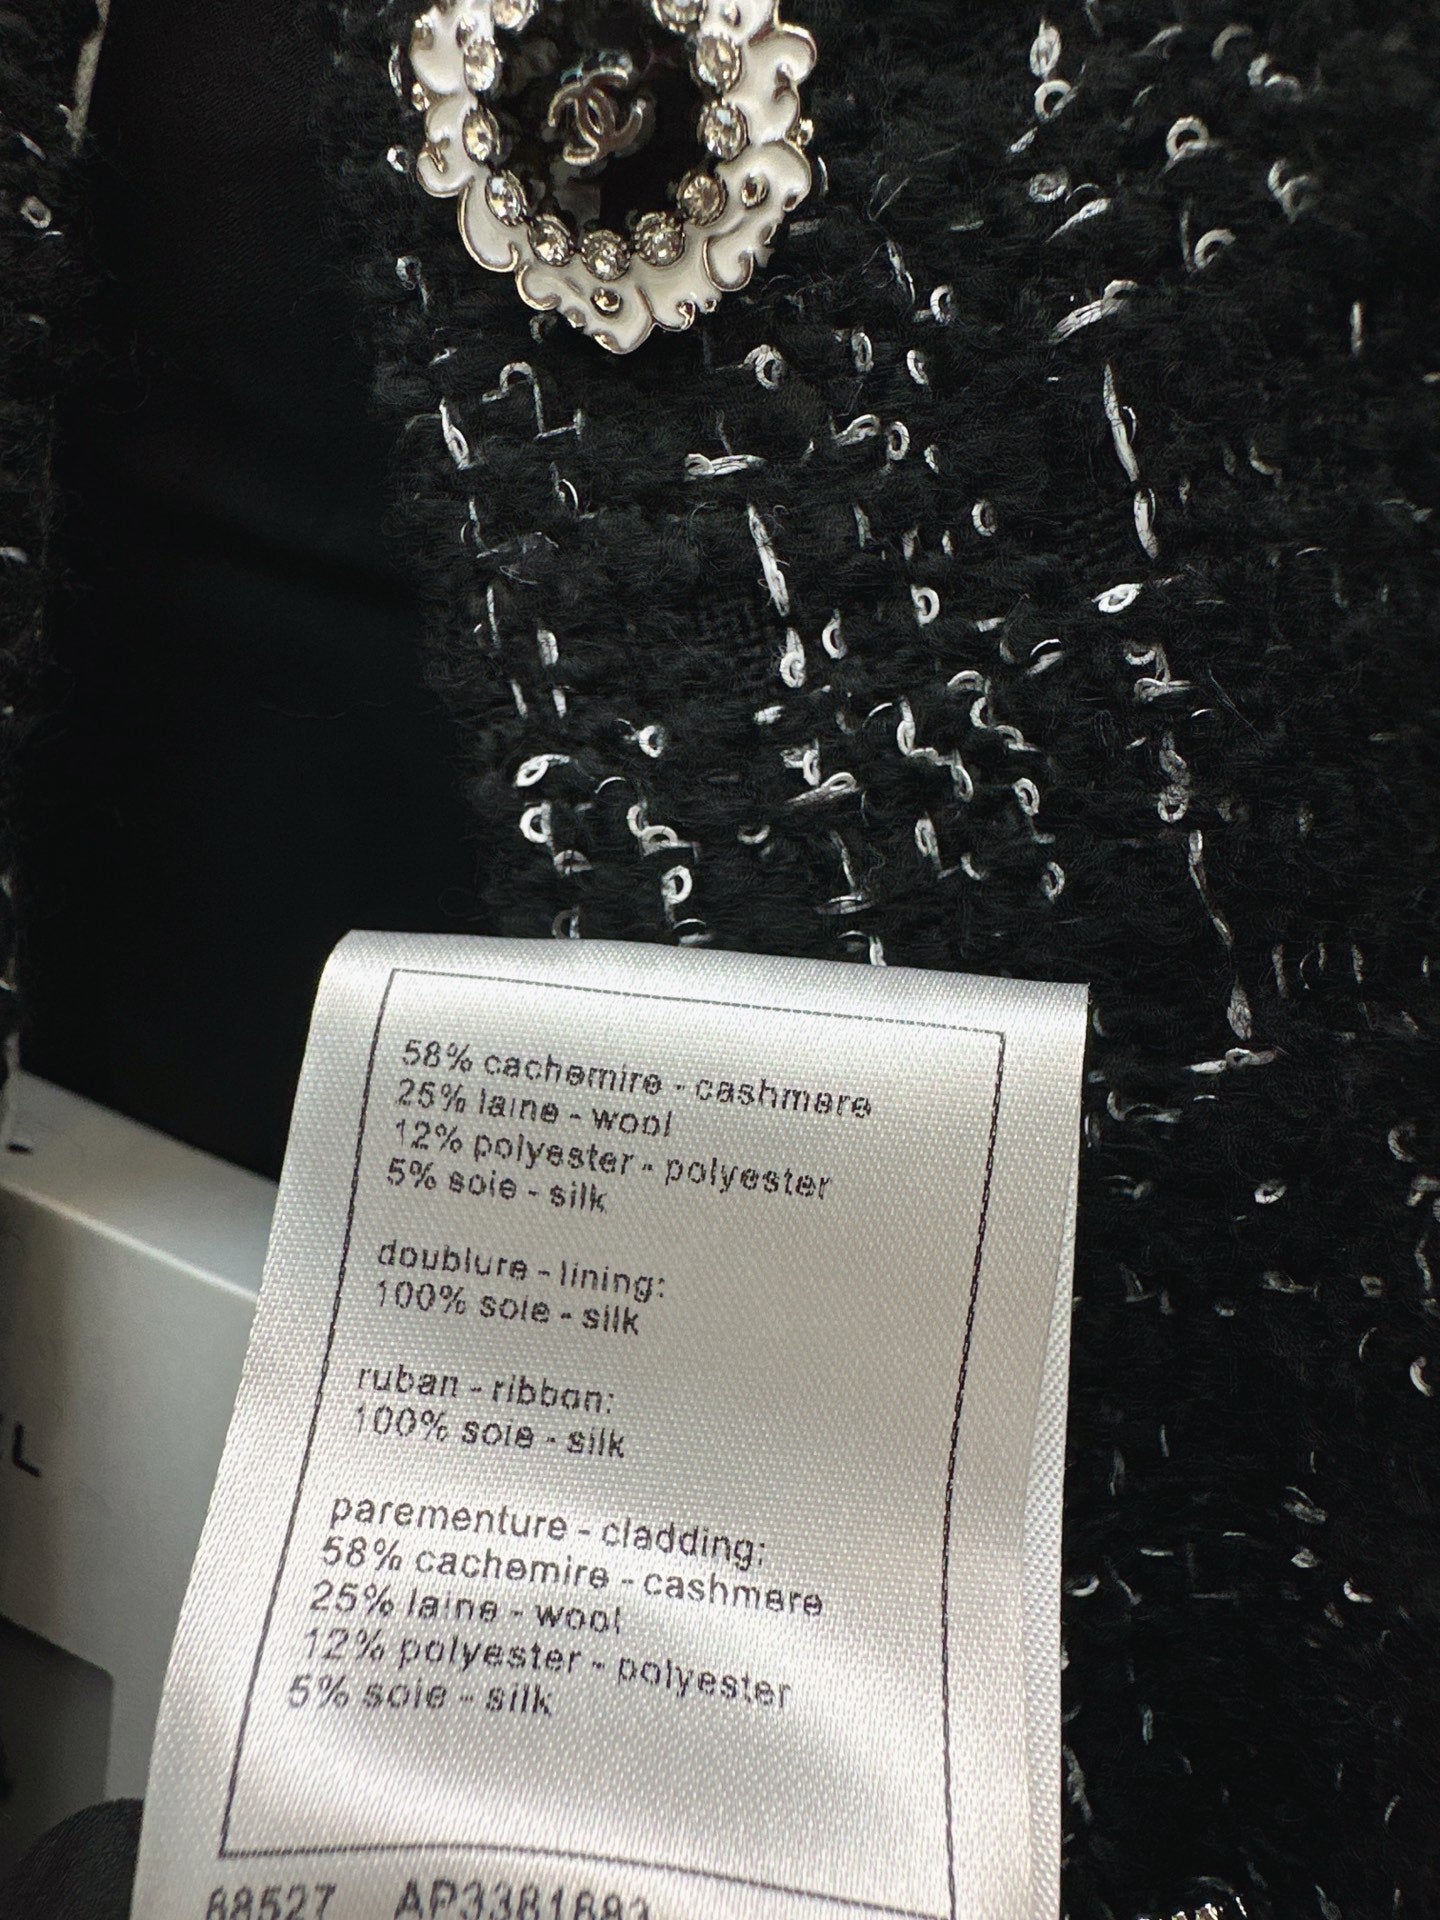 58% cachemire - cashmere
25% laine - wool
12% polyester - polyester
5% soie - silk
doublure - lining:
100% soie - silk
ruban - ribbon:
100% soie - silk
parementure - cladding:
58% cachemire - cashmere
25% laine - wool
12% polyester - polyester
5% soie - silk
88527